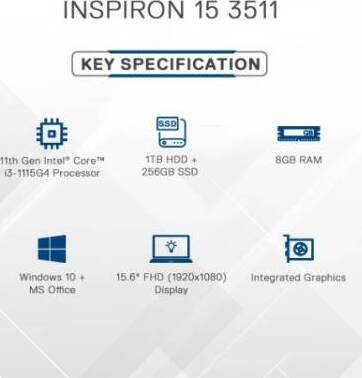 INSPIRON 15 3511
KEY SPECIFICATION
SSD
GB
11th Gen Intel® Core™
i3-1115G4 Processor
1TB HDD +
256GB SSD
8GB RAM
Windows 10 +
MS Office
15.6" FHD (1920x1080)
Display
Integrated Graphics